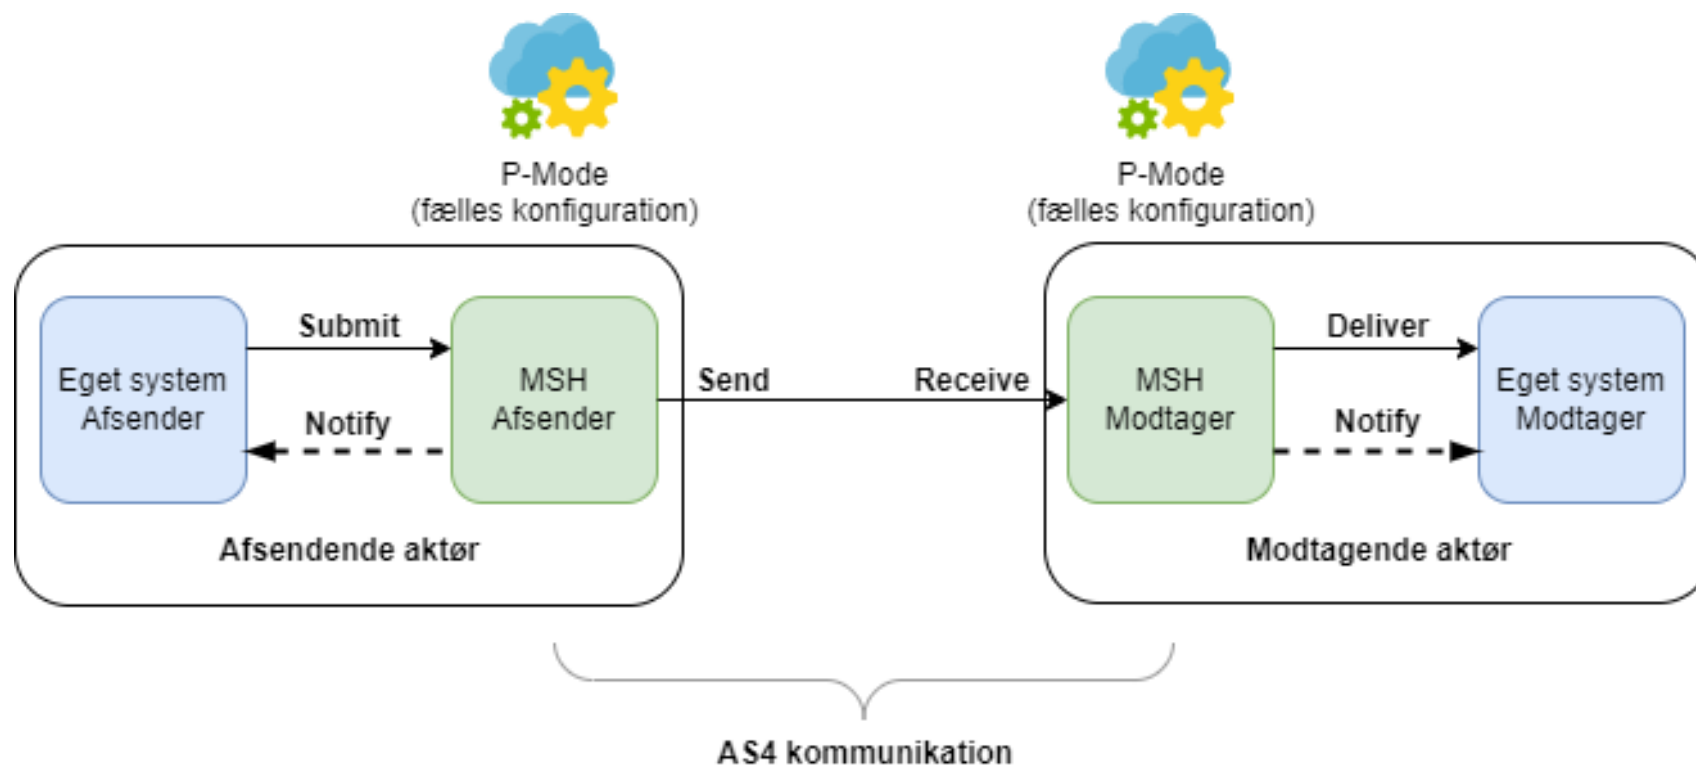 P-Mode
(fælles konfiguration)
P-Mode
(fælles konfiguration)
Eget system
Afsender
Submit
Notify
MSH
Afsender
Afsendende aktør
Send
Receive
MSH
Modtager
Deliver
Notify
Eget system
Modtager
Modtagende aktør
AS4 kommunikation